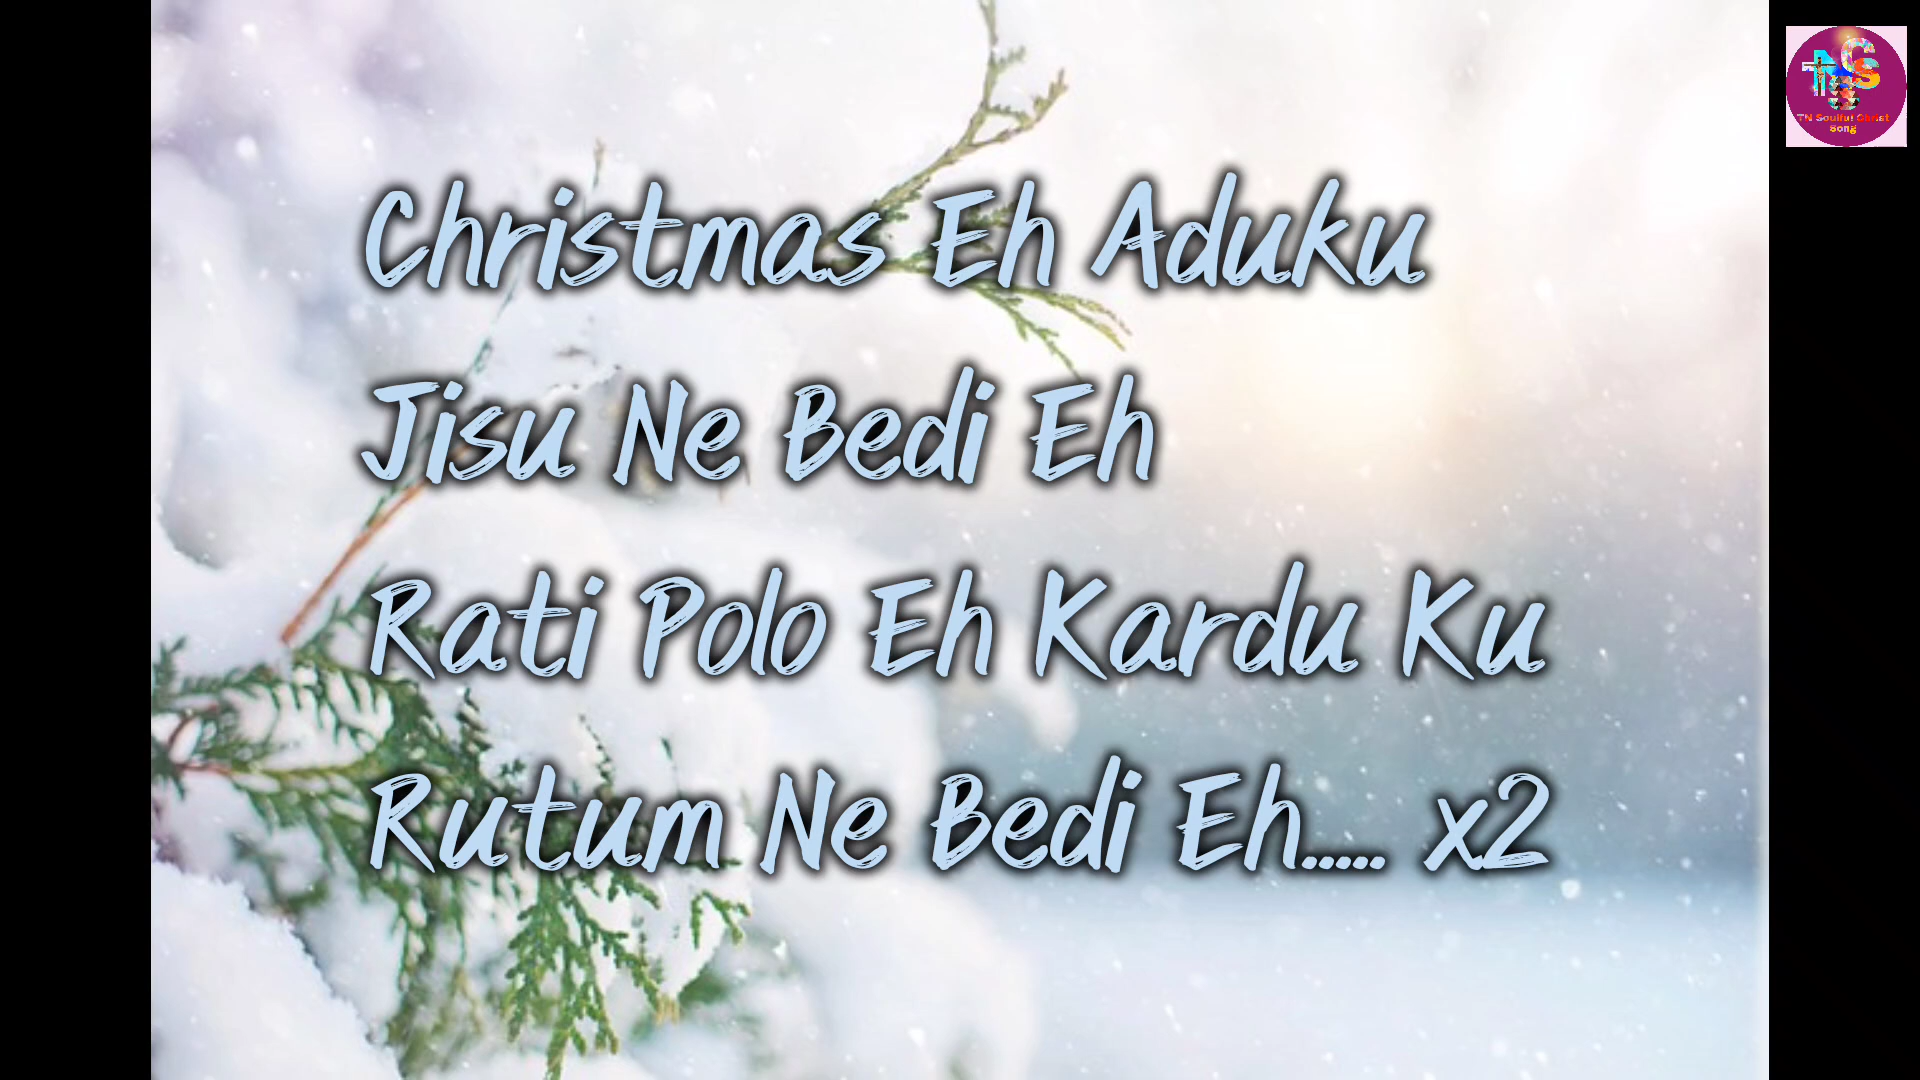 Christmas Eh Aduku
Jisu Ne Bedi Eh
Rati Polo Eh Kardu Ku
Rutum Ne Bedi Eh..... x2
TNSCS
TN Soulful Christ
Song